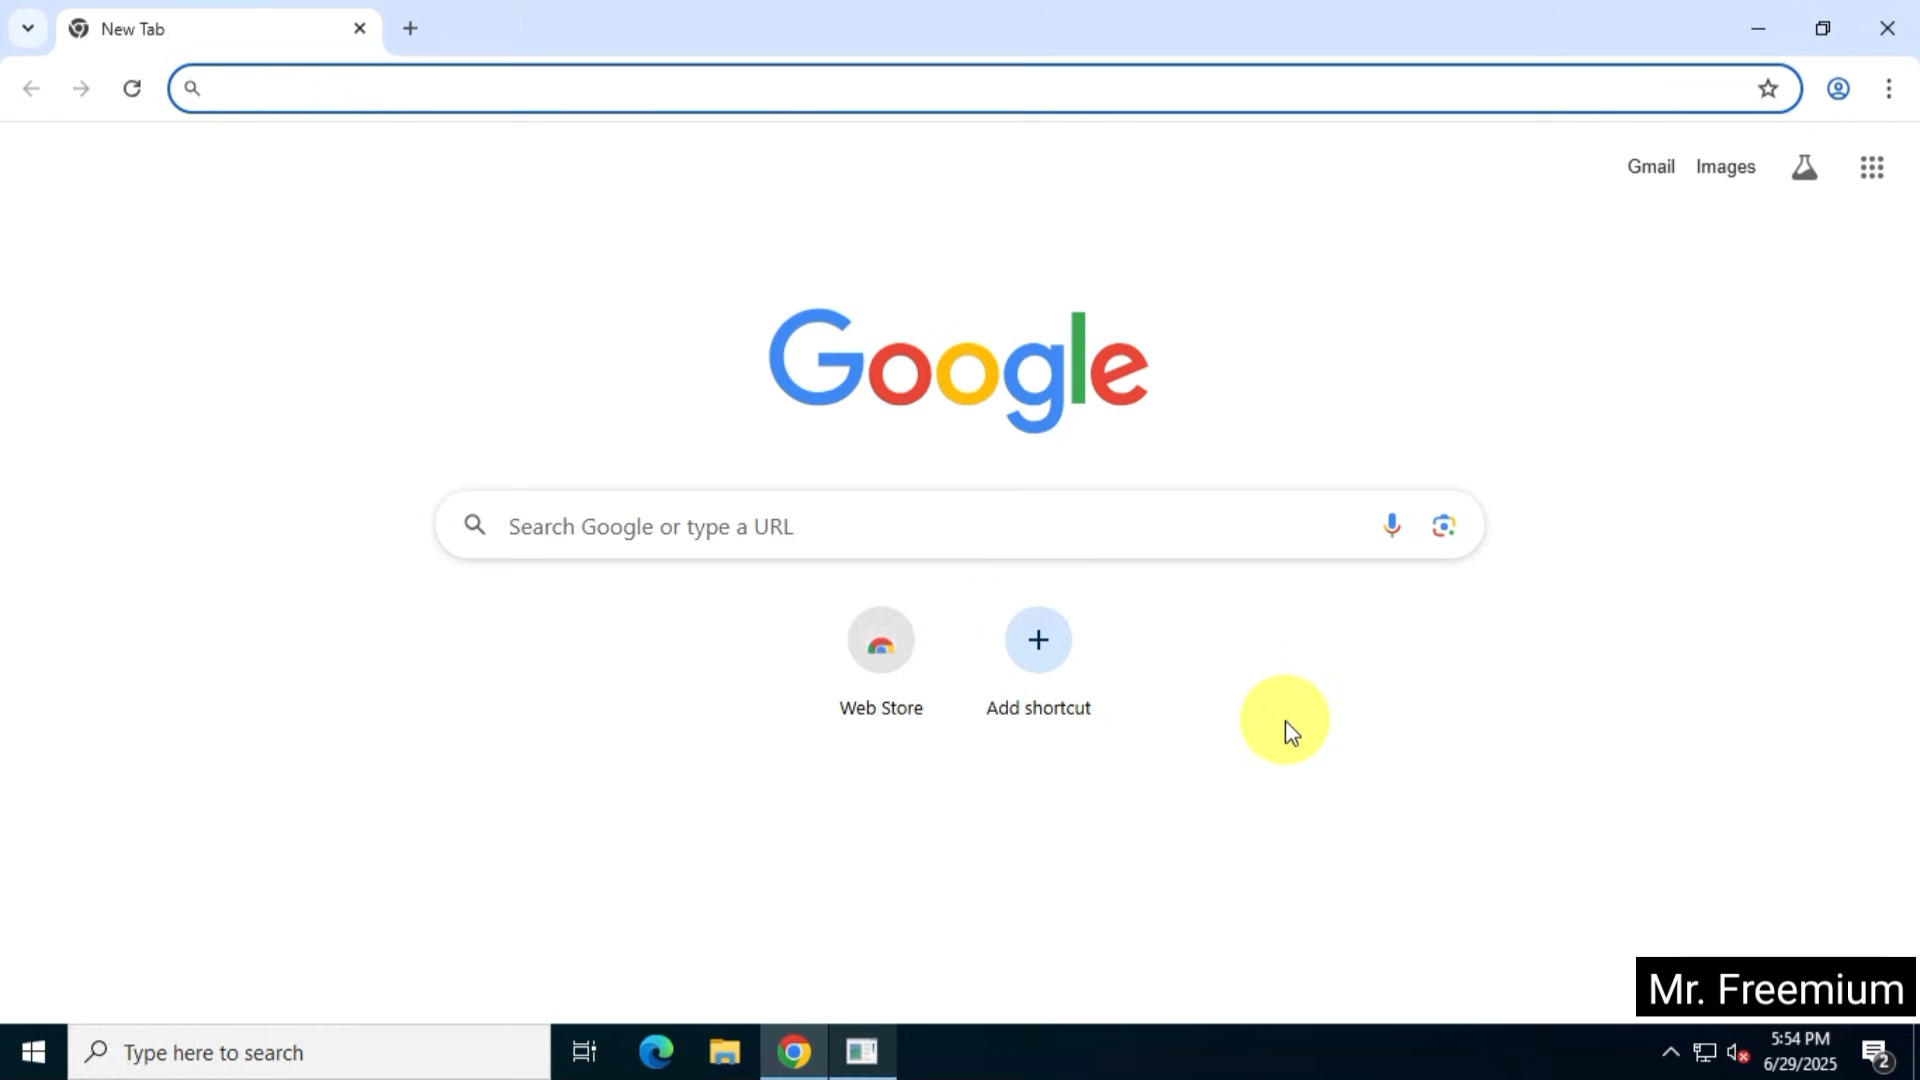 New Tab
Gmail Images
Google
Search Google or type a URL
Web Store
Add shortcut
Mr. Freemium
Type here to search
5:54 PM
6/29/2025
2